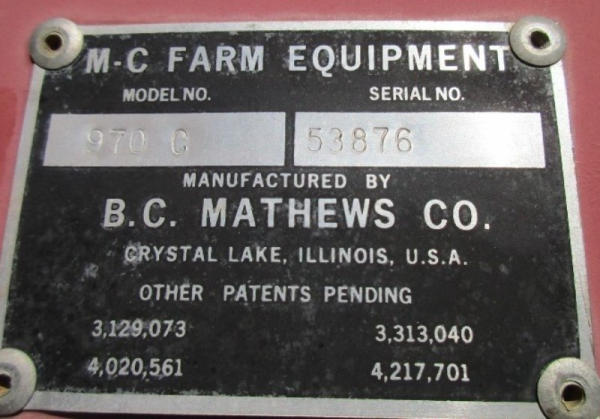 M-C FARM EQUIPMENT
MODEL NO. SERIAL NO.
970 C 53876
MANUFACTURED BY
B.C. MATHEWS CO.
CRYSTAL LAKE, ILLINOIS, U.S.A.
OTHER PATENTS PENDING
3,129,073 3,313,040
4,020,561 4,217,701